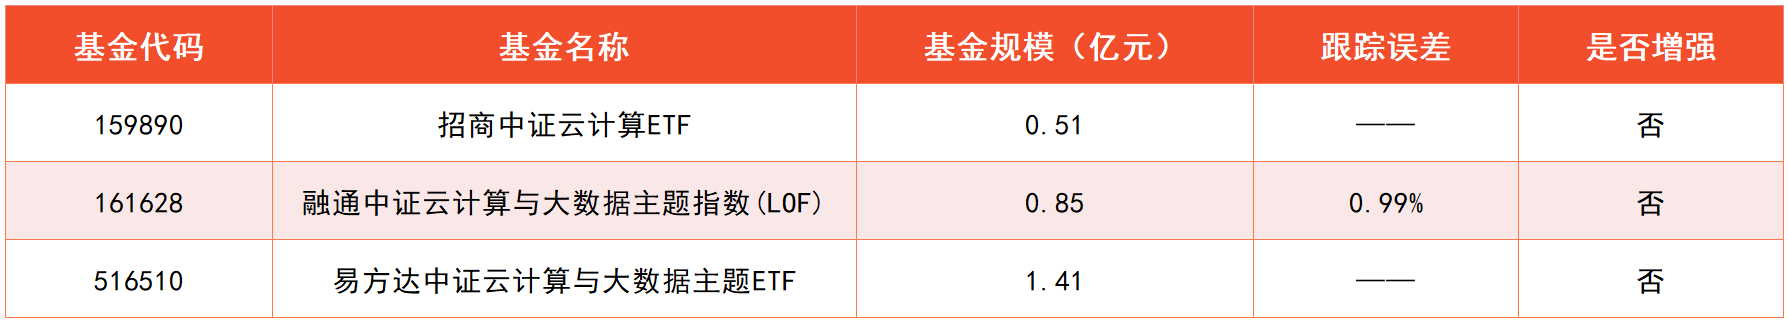 基金代码 基金名称 基金规模（亿元） 跟踪误差 是否增强
159890 招商中证云计算ETF 0.51 —— 否
161628 融通中证云计算与大数据主题指数(LOF) 0.85 0.99% 否
516510 易方达中证云计算与大数据主题ETF 1.41 —— 否